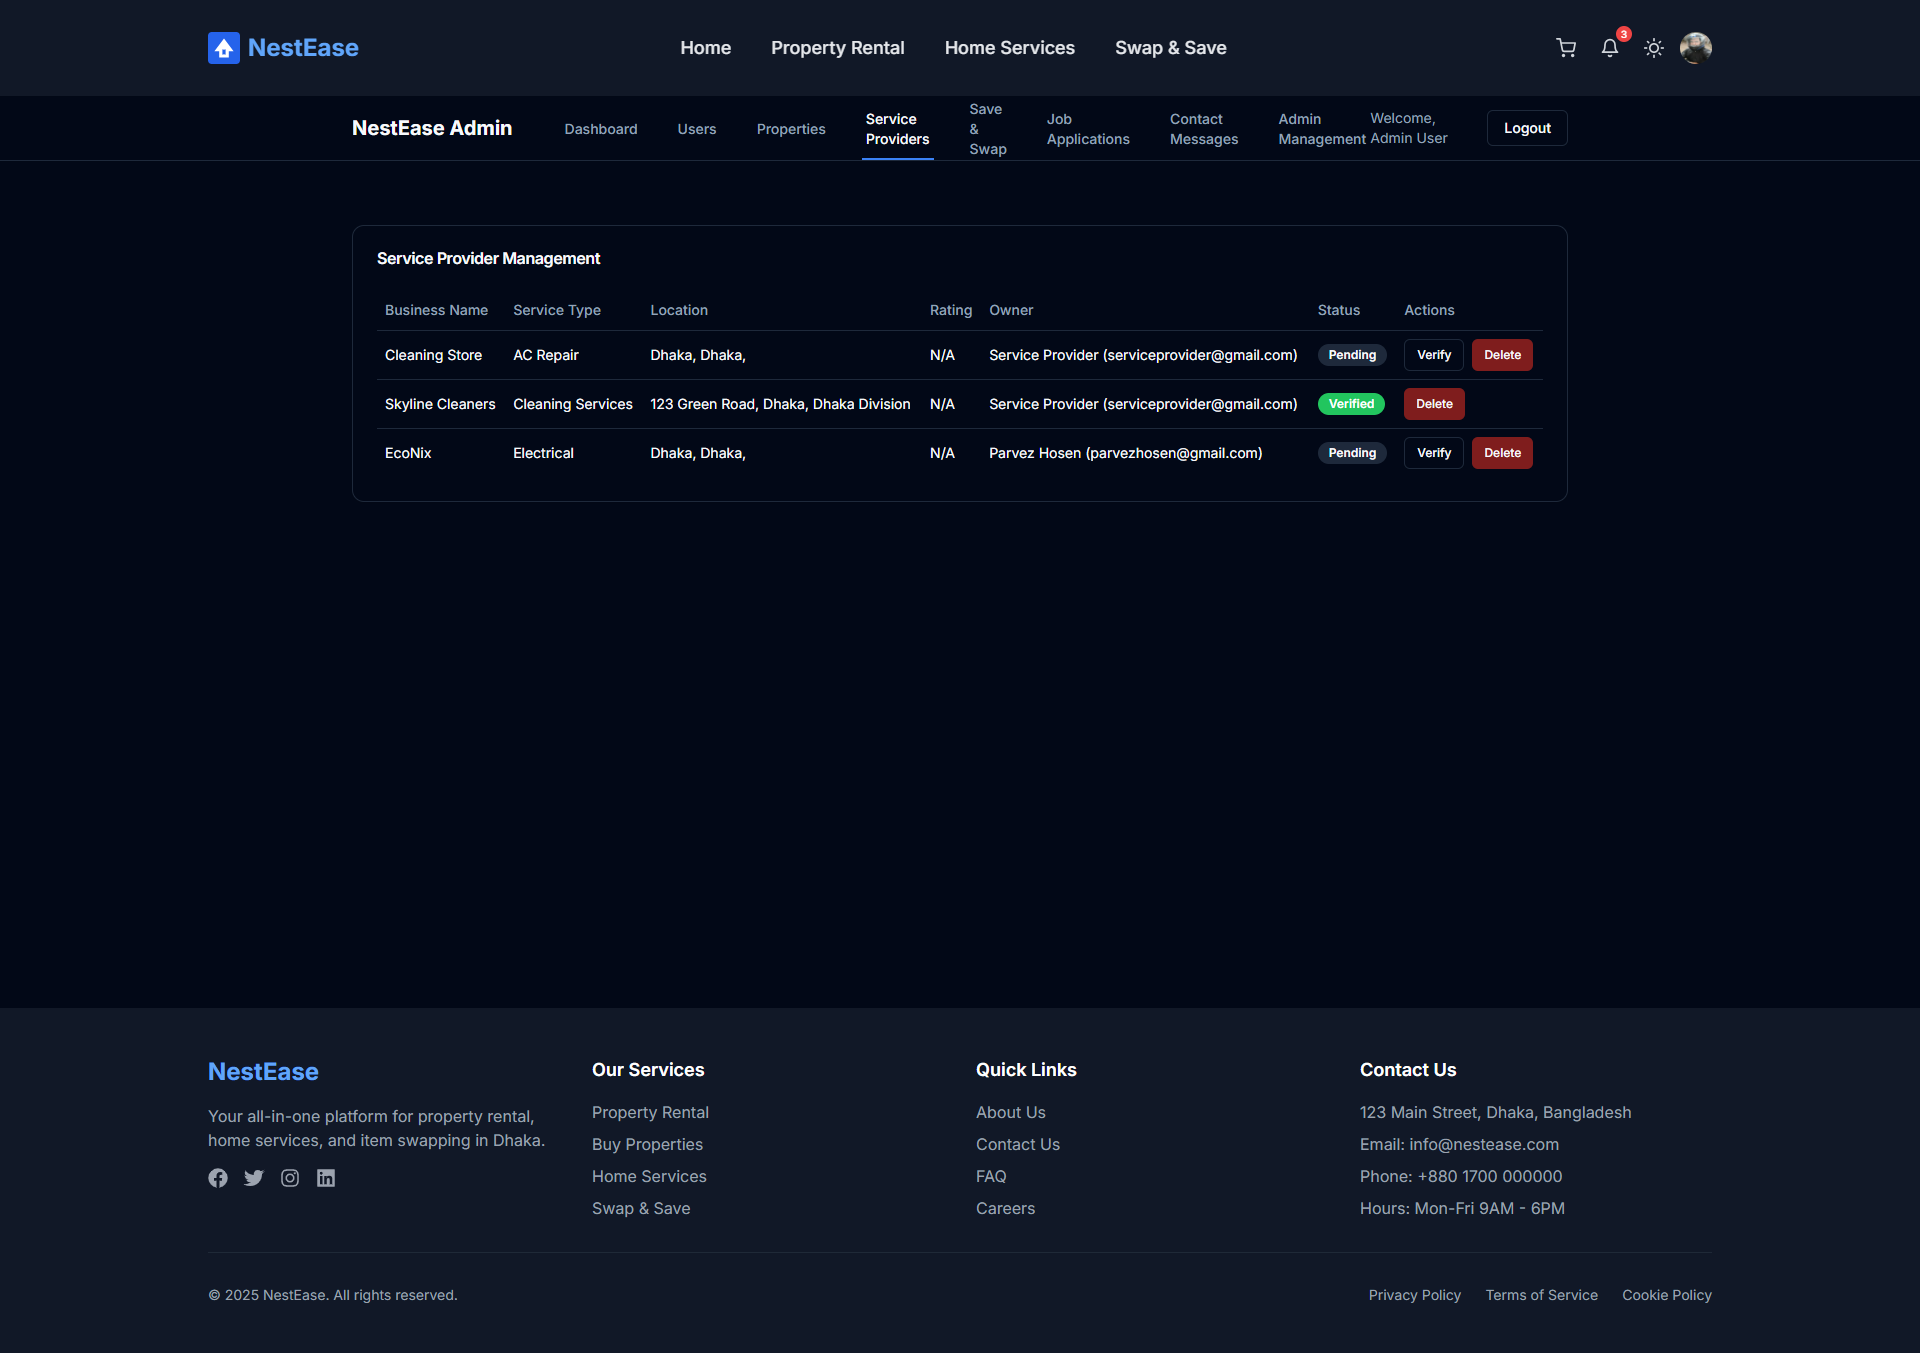 NestEase
Home Property Rental Home Services Swap & Save
3
NestEase Admin
Dashboard
Users
Properties
Service
Providers
Save
&
Swap
Job
Applications
Contact
Messages
Admin
Management
Welcome,
Admin User
Logout
Service Provider Management
Business Name Service Type Location Rating Owner Status Actions
Cleaning Store AC Repair Dhaka, Dhaka, N/A Service Provider (serviceprovider@gmail.com) Pending Verify Delete
Skyline Cleaners Cleaning Services 123 Green Road, Dhaka, Dhaka Division N/A Service Provider (serviceprovider@gmail.com) Verified Delete
EcoNix Electrical Dhaka, Dhaka, N/A Parvez Hosen (parvezhosen@gmail.com) Pending Verify Delete
NestEase
Your all-in-one platform for property rental,
home services, and item swapping in Dhaka.
Our Services
Property Rental
Buy Properties
Home Services
Swap & Save
Quick Links
About Us
Contact Us
FAQ
Careers
Contact Us
123 Main Street, Dhaka, Bangladesh
Email: info@nestease.com
Phone: +880 1700 000000
Hours: Mon-Fri 9AM - 6PM
© 2025 NestEase. All rights reserved.
Privacy Policy Terms of Service Cookie Policy